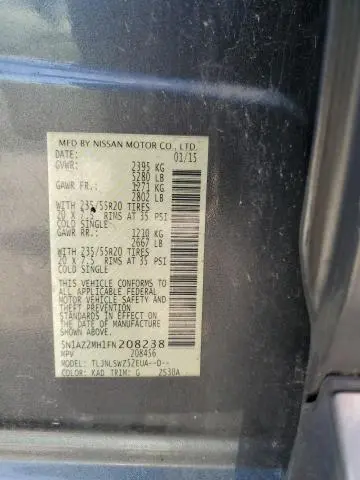 MFD BY NISSAN MOTOR CO., LTD.
DATE: 01/15
GVWR: 2395 KG
5280 LB
GAWR FR.: 1271 KG
2802 LB
WITH 235/55R20 TIRES
20 X 7.5 RIMS AT 35 PSI
COLD SINGLE
GAWR RR.: 1210 KG
2667 LB
WITH 235/55R20 TIRES
20 X 7.5 RIMS AT 35 PSI
COLD SINGLE
THIS VEHICLE CONFORMS TO ALL
APPLICABLE FEDERAL
MOTOR VEHICLE SAFETY
STANDARDS IN EFFECT ON
THE DATE OF MANUFACTURE
SHOWN ABOVE.
5N1AZ2MH1FN208238
MPV 208456
MODEL: TLJNLSWZ52EUA--D--
COLOR: KAD TRIM: G Z530A